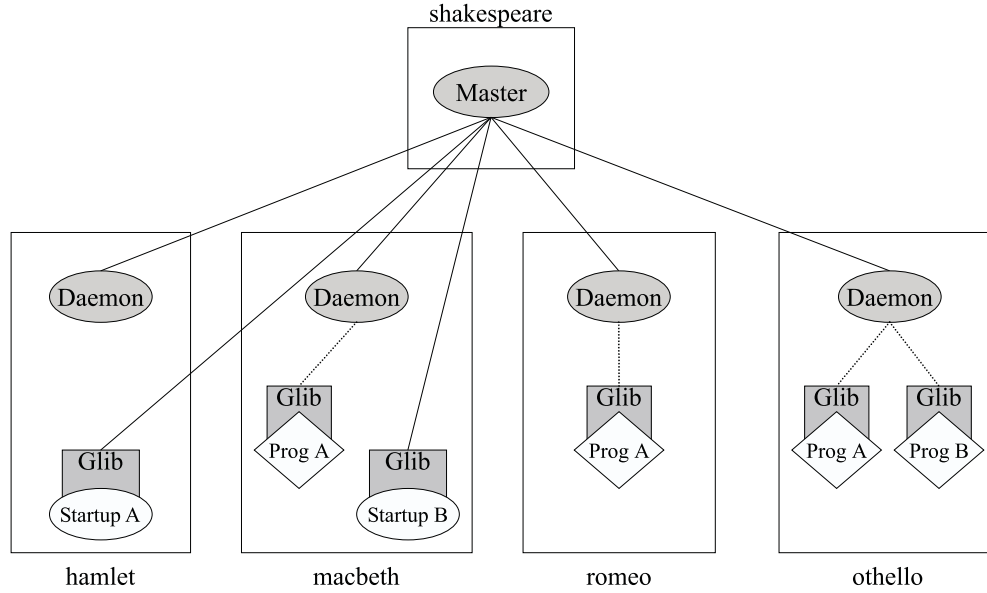 shakespeare
Master
Daemon
Daemon
Daemon
Daemon
Glib
Prog A
Glib
Prog A
Glib
Prog A
Glib
Prog B
Glib
Startup A
Glib
Startup B
hamlet
macbeth
romeo
othello